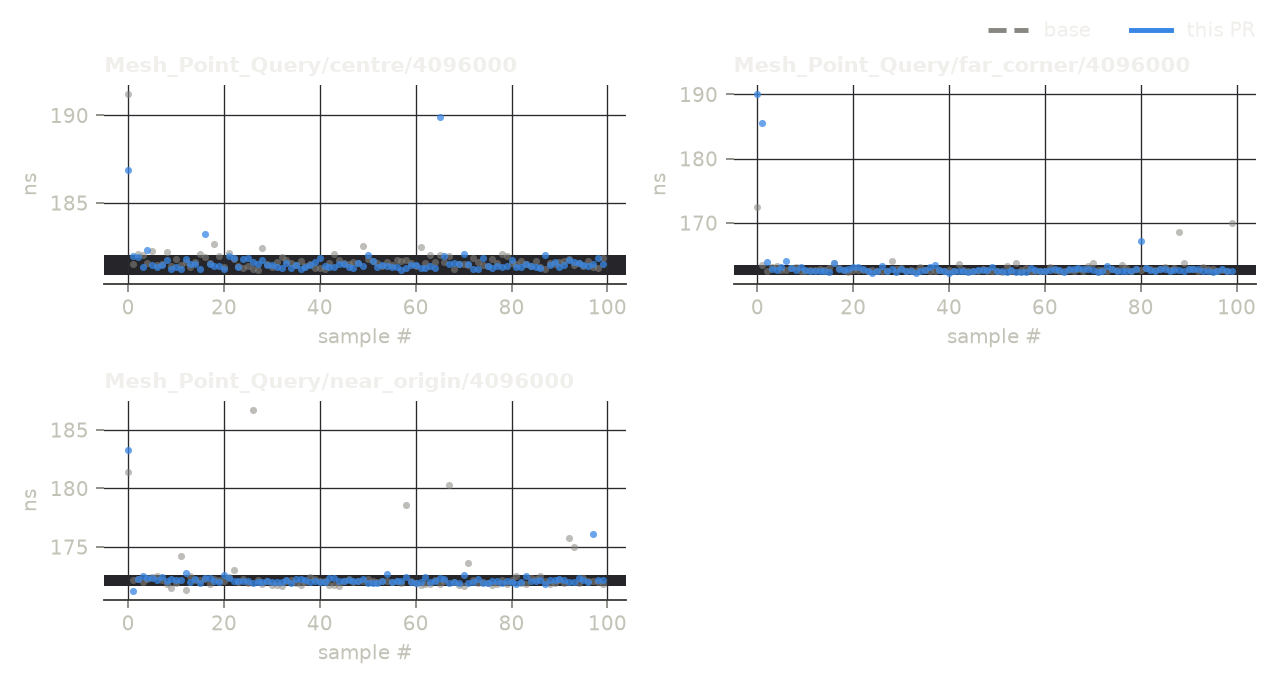 base this PR
Mesh_Point_Query/centre/4096000
190
185
ns
0 20 40 60 80 100
sample #
Mesh_Point_Query/far_corner/4096000
190
180
170
ns
0 20 40 60 80 100
sample #
Mesh_Point_Query/near_origin/4096000
185
180
175
ns
0 20 40 60 80 100
sample #